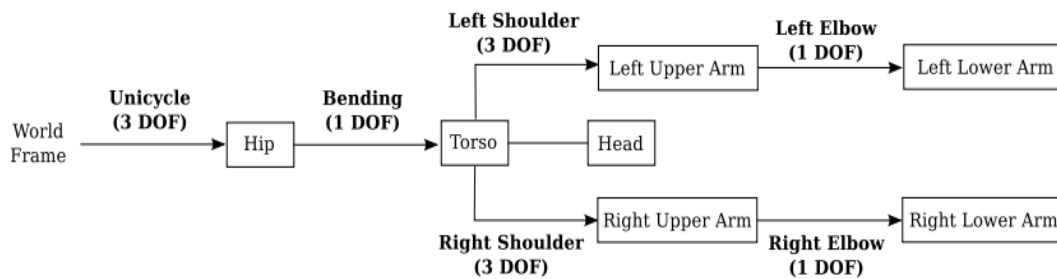 Left Shoulder
(3 DOF)
Left Elbow
(1 DOF)
Left Upper Arm
Left Lower Arm
Unicycle
(3 DOF)
Bending
(1 DOF)
World
Frame
Hip
Torso
Head
Right Upper Arm
Right Lower Arm
Right Shoulder
(3 DOF)
Right Elbow
(1 DOF)